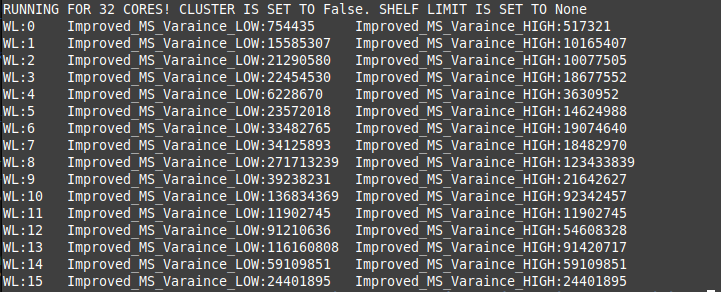 RUNNING FOR 32 CORES! CLUSTER IS SET TO False. SHELF LIMIT IS SET TO None
WL:0 Improved_MS_Varaince_LOW:754435 Improved_MS_Varaince_HIGH:517321
WL:1 Improved_MS_Varaince_LOW:15585307 Improved_MS_Varaince_HIGH:10165407
WL:2 Improved_MS_Varaince_LOW:21290580 Improved_MS_Varaince_HIGH:10077505
WL:3 Improved_MS_Varaince_LOW:22454530 Improved_MS_Varaince_HIGH:18677552
WL:4 Improved_MS_Varaince_LOW:6228670 Improved_MS_Varaince_HIGH:3630952
WL:5 Improved_MS_Varaince_LOW:23572018 Improved_MS_Varaince_HIGH:14624988
WL:6 Improved_MS_Varaince_LOW:33482765 Improved_MS_Varaince_HIGH:19074640
WL:7 Improved_MS_Varaince_LOW:34125893 Improved_MS_Varaince_HIGH:18482970
WL:8 Improved_MS_Varaince_LOW:271713239 Improved_MS_Varaince_HIGH:123433839
WL:9 Improved_MS_Varaince_LOW:39238231 Improved_MS_Varaince_HIGH:21642627
WL:10 Improved_MS_Varaince_LOW:136834369 Improved_MS_Varaince_HIGH:92342457
WL:11 Improved_MS_Varaince_LOW:11902745 Improved_MS_Varaince_HIGH:11902745
WL:12 Improved_MS_Varaince_LOW:91210636 Improved_MS_Varaince_HIGH:54608328
WL:13 Improved_MS_Varaince_LOW:116160808 Improved_MS_Varaince_HIGH:91420717
WL:14 Improved_MS_Varaince_LOW:59109851 Improved_MS_Varaince_HIGH:59109851
WL:15 Improved_MS_Varaince_LOW:24401895 Improved_MS_Varaince_HIGH:24401895